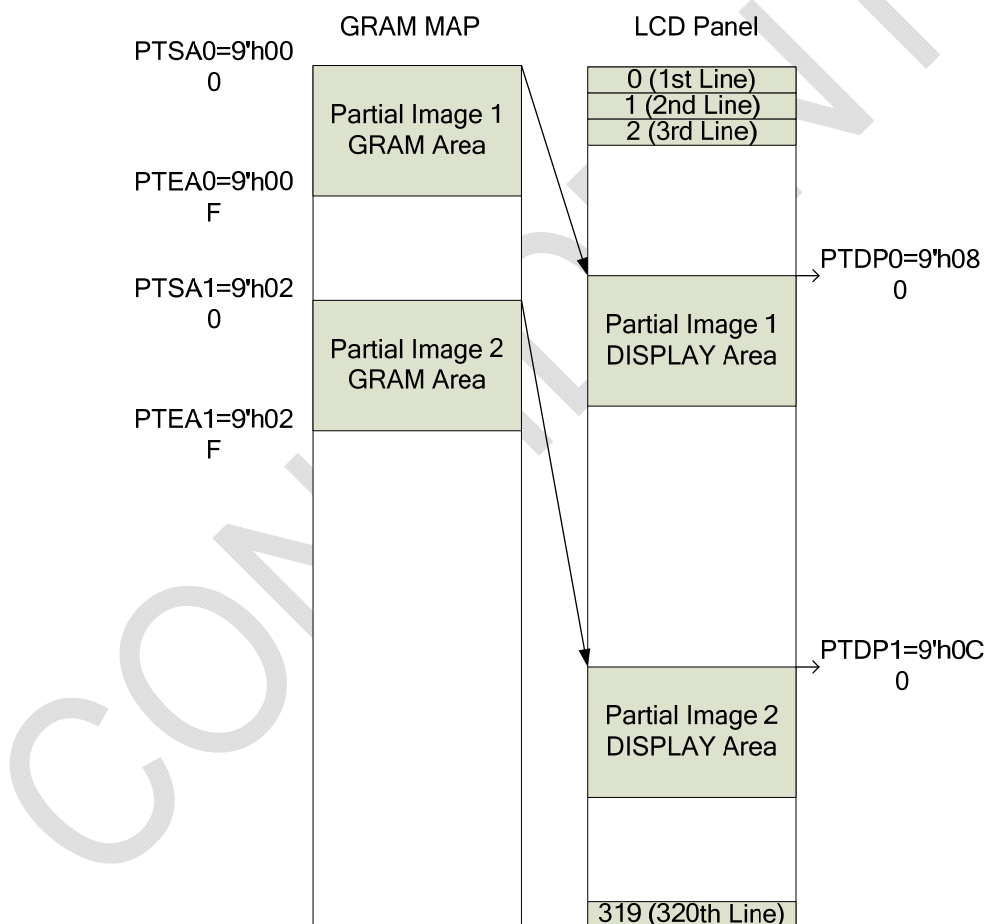 GRAM MAP
LCD Panel
PTSA0=9'h00
0
0 (1st Line)
1 (2nd Line)
2 (3rd Line)
Partial Image 1
GRAM Area
PTEA0=9'h00
F
PTSA1=9'h02
0
PTDP0=9'h08
0
Partial Image 2
GRAM Area
Partial Image 1
DISPLAY Area
PTEA1=9'h02
F
PTDP1=9'h0C
0
Partial Image 2
DISPLAY Area
319 (320th Line)